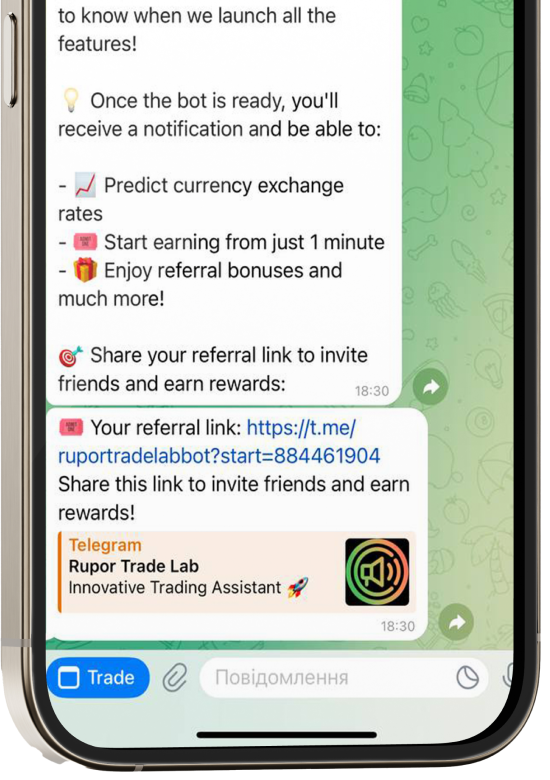 to know when we launch all the
features!
💡 Once the bot is ready, you'll
receive a notification and be able to:
- 📈 Predict currency exchange
rates
- 🎟 Start earning from just 1 minute
- 🎁 Enjoy referral bonuses and
much more!
🎯 Share your referral link to invite
friends and earn rewards:
18:30
🎟 Your referral link: https://t.me/
ruportradelabbot?start=884461904
Share this link to invite friends and earn
rewards!
Telegram
Rupor Trade Lab
Innovative Trading Assistant 🚀
18:30
Trade
Повідомлення